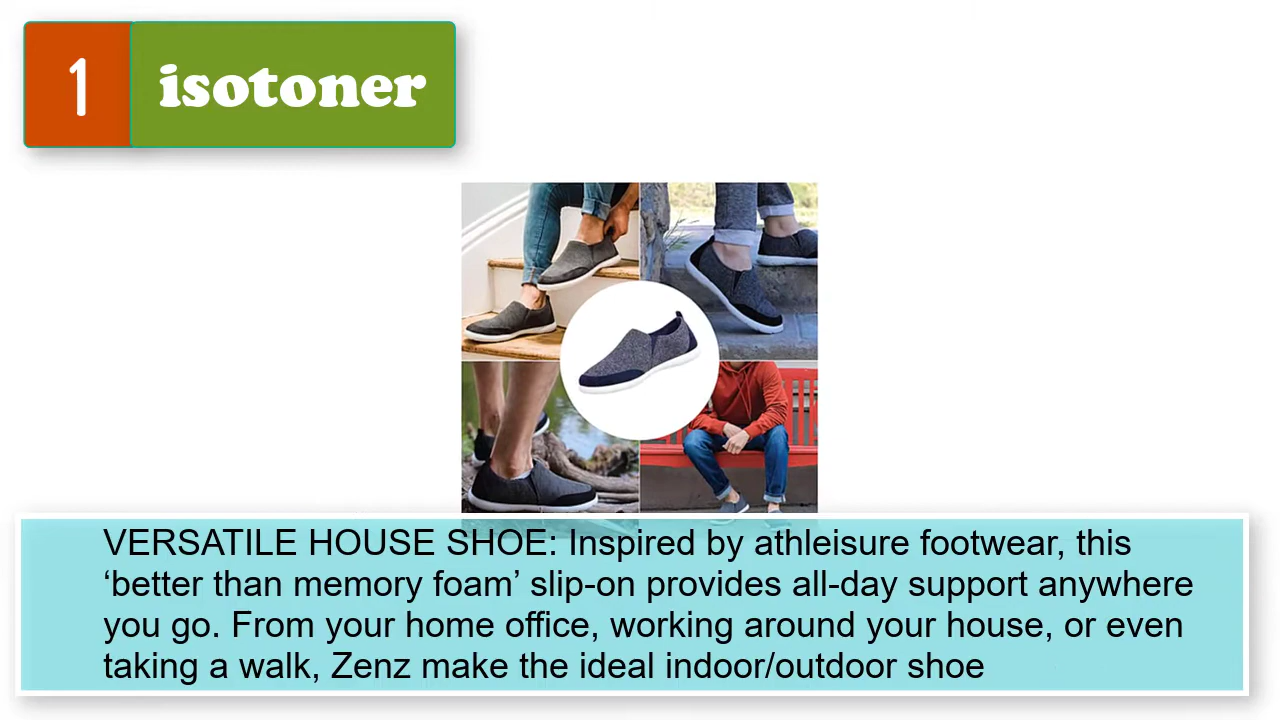 1
isotoner
VERSATILE HOUSE SHOE: Inspired by athleisure footwear, this
‘better than memory foam’ slip-on provides all-day support anywhere
you go. From your home office, working around your house, or even
taking a walk, Zenz make the ideal indoor/outdoor shoe